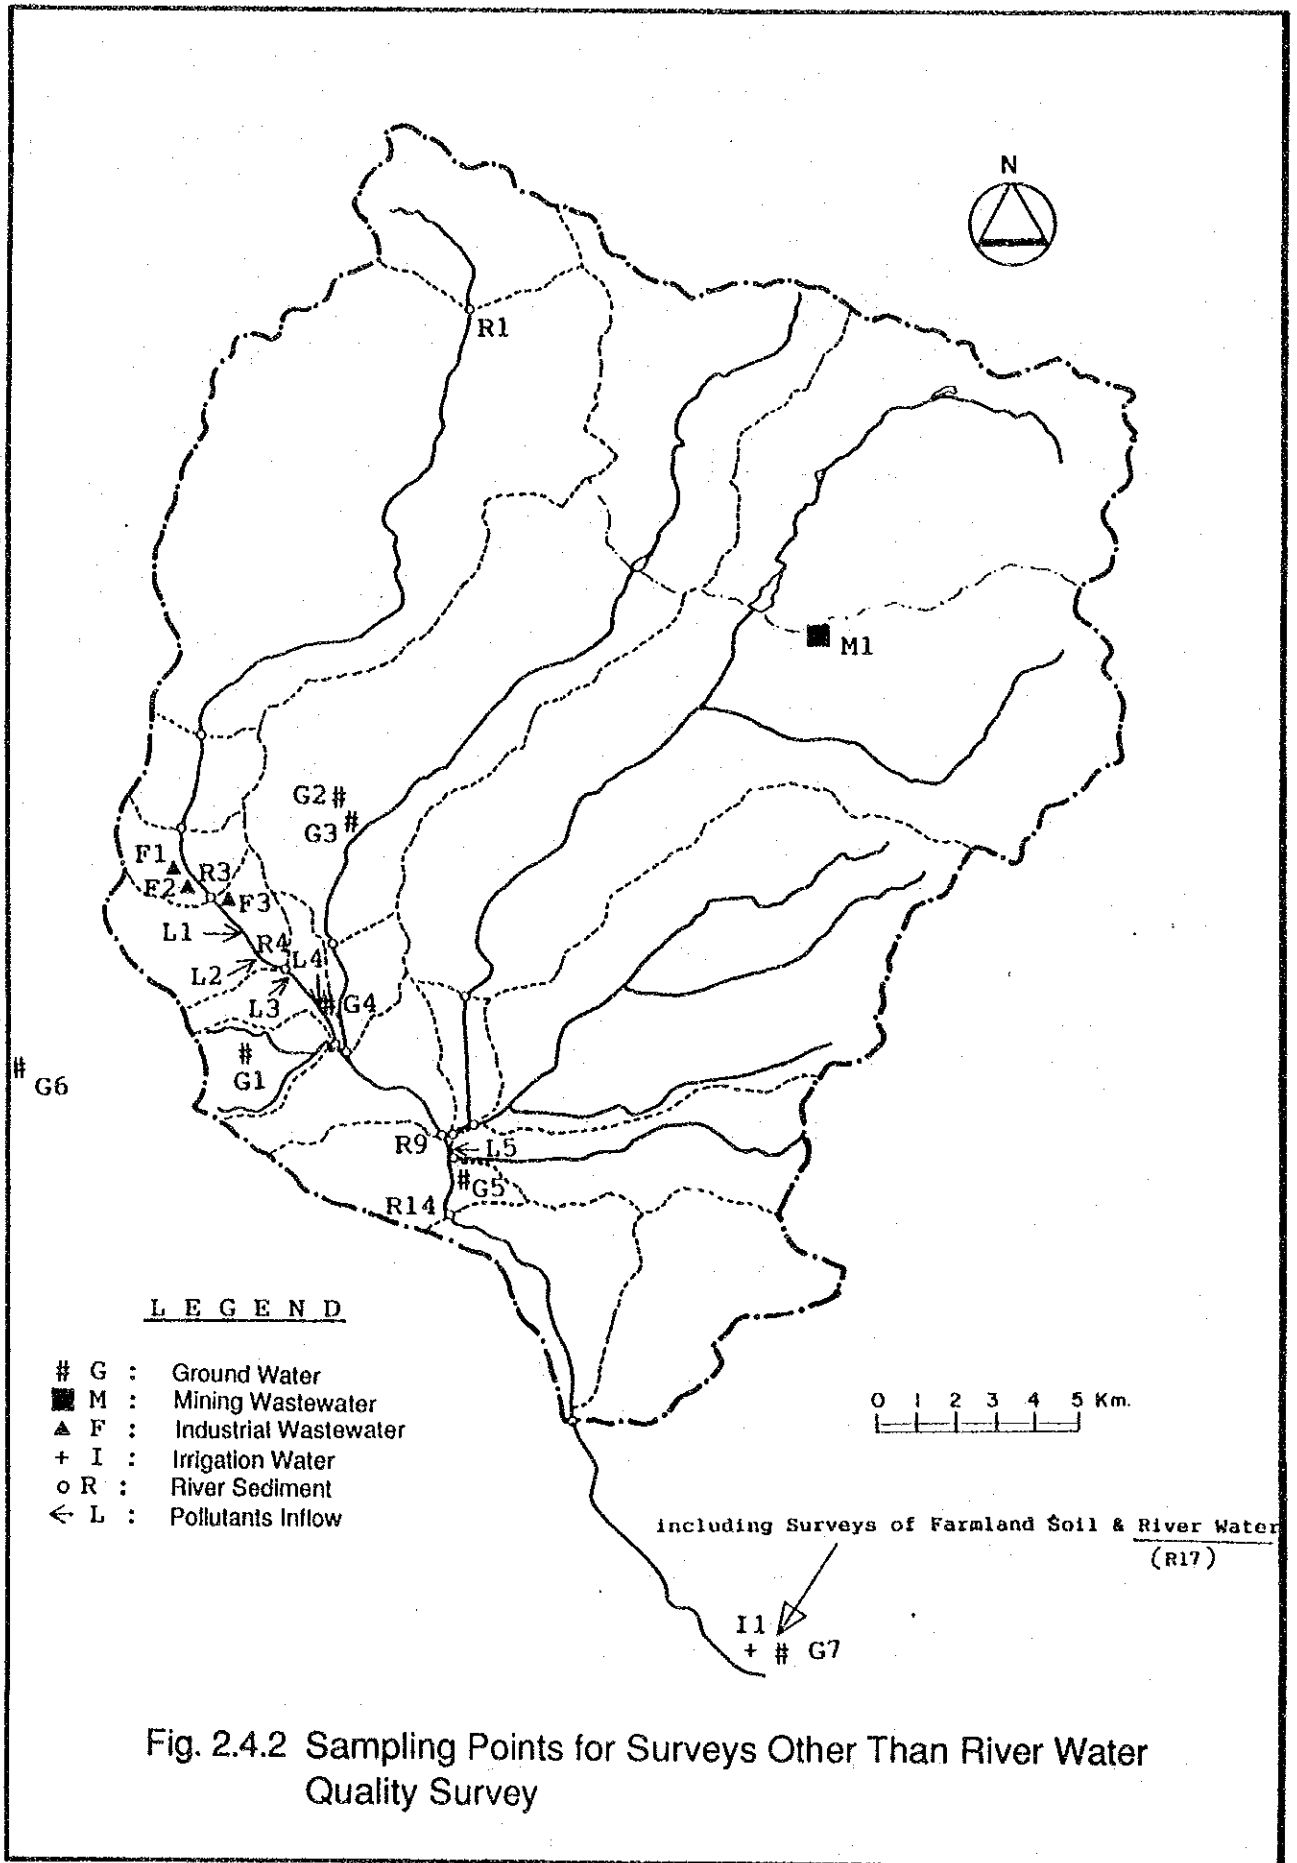 N
R1
M1
G2 #
G3 #
F1
F2
R3
F3
L1
R4
L4
L2
L3
# G4
#
G1
#
G6
R9
L5
# G5
R14
L E G E N D
# G : Ground Water
M : Mining Wastewater
F : Industrial Wastewater
+ I : Irrigation Water
o R : River Sediment
← L : Pollutants Inflow
0 1 2 3 4 5 Km.
including Surveys of Farmland Soil & River Water
(R17)
I1
+ # G7
Fig. 2.4.2 Sampling Points for Surveys Other Than River Water
Quality Survey